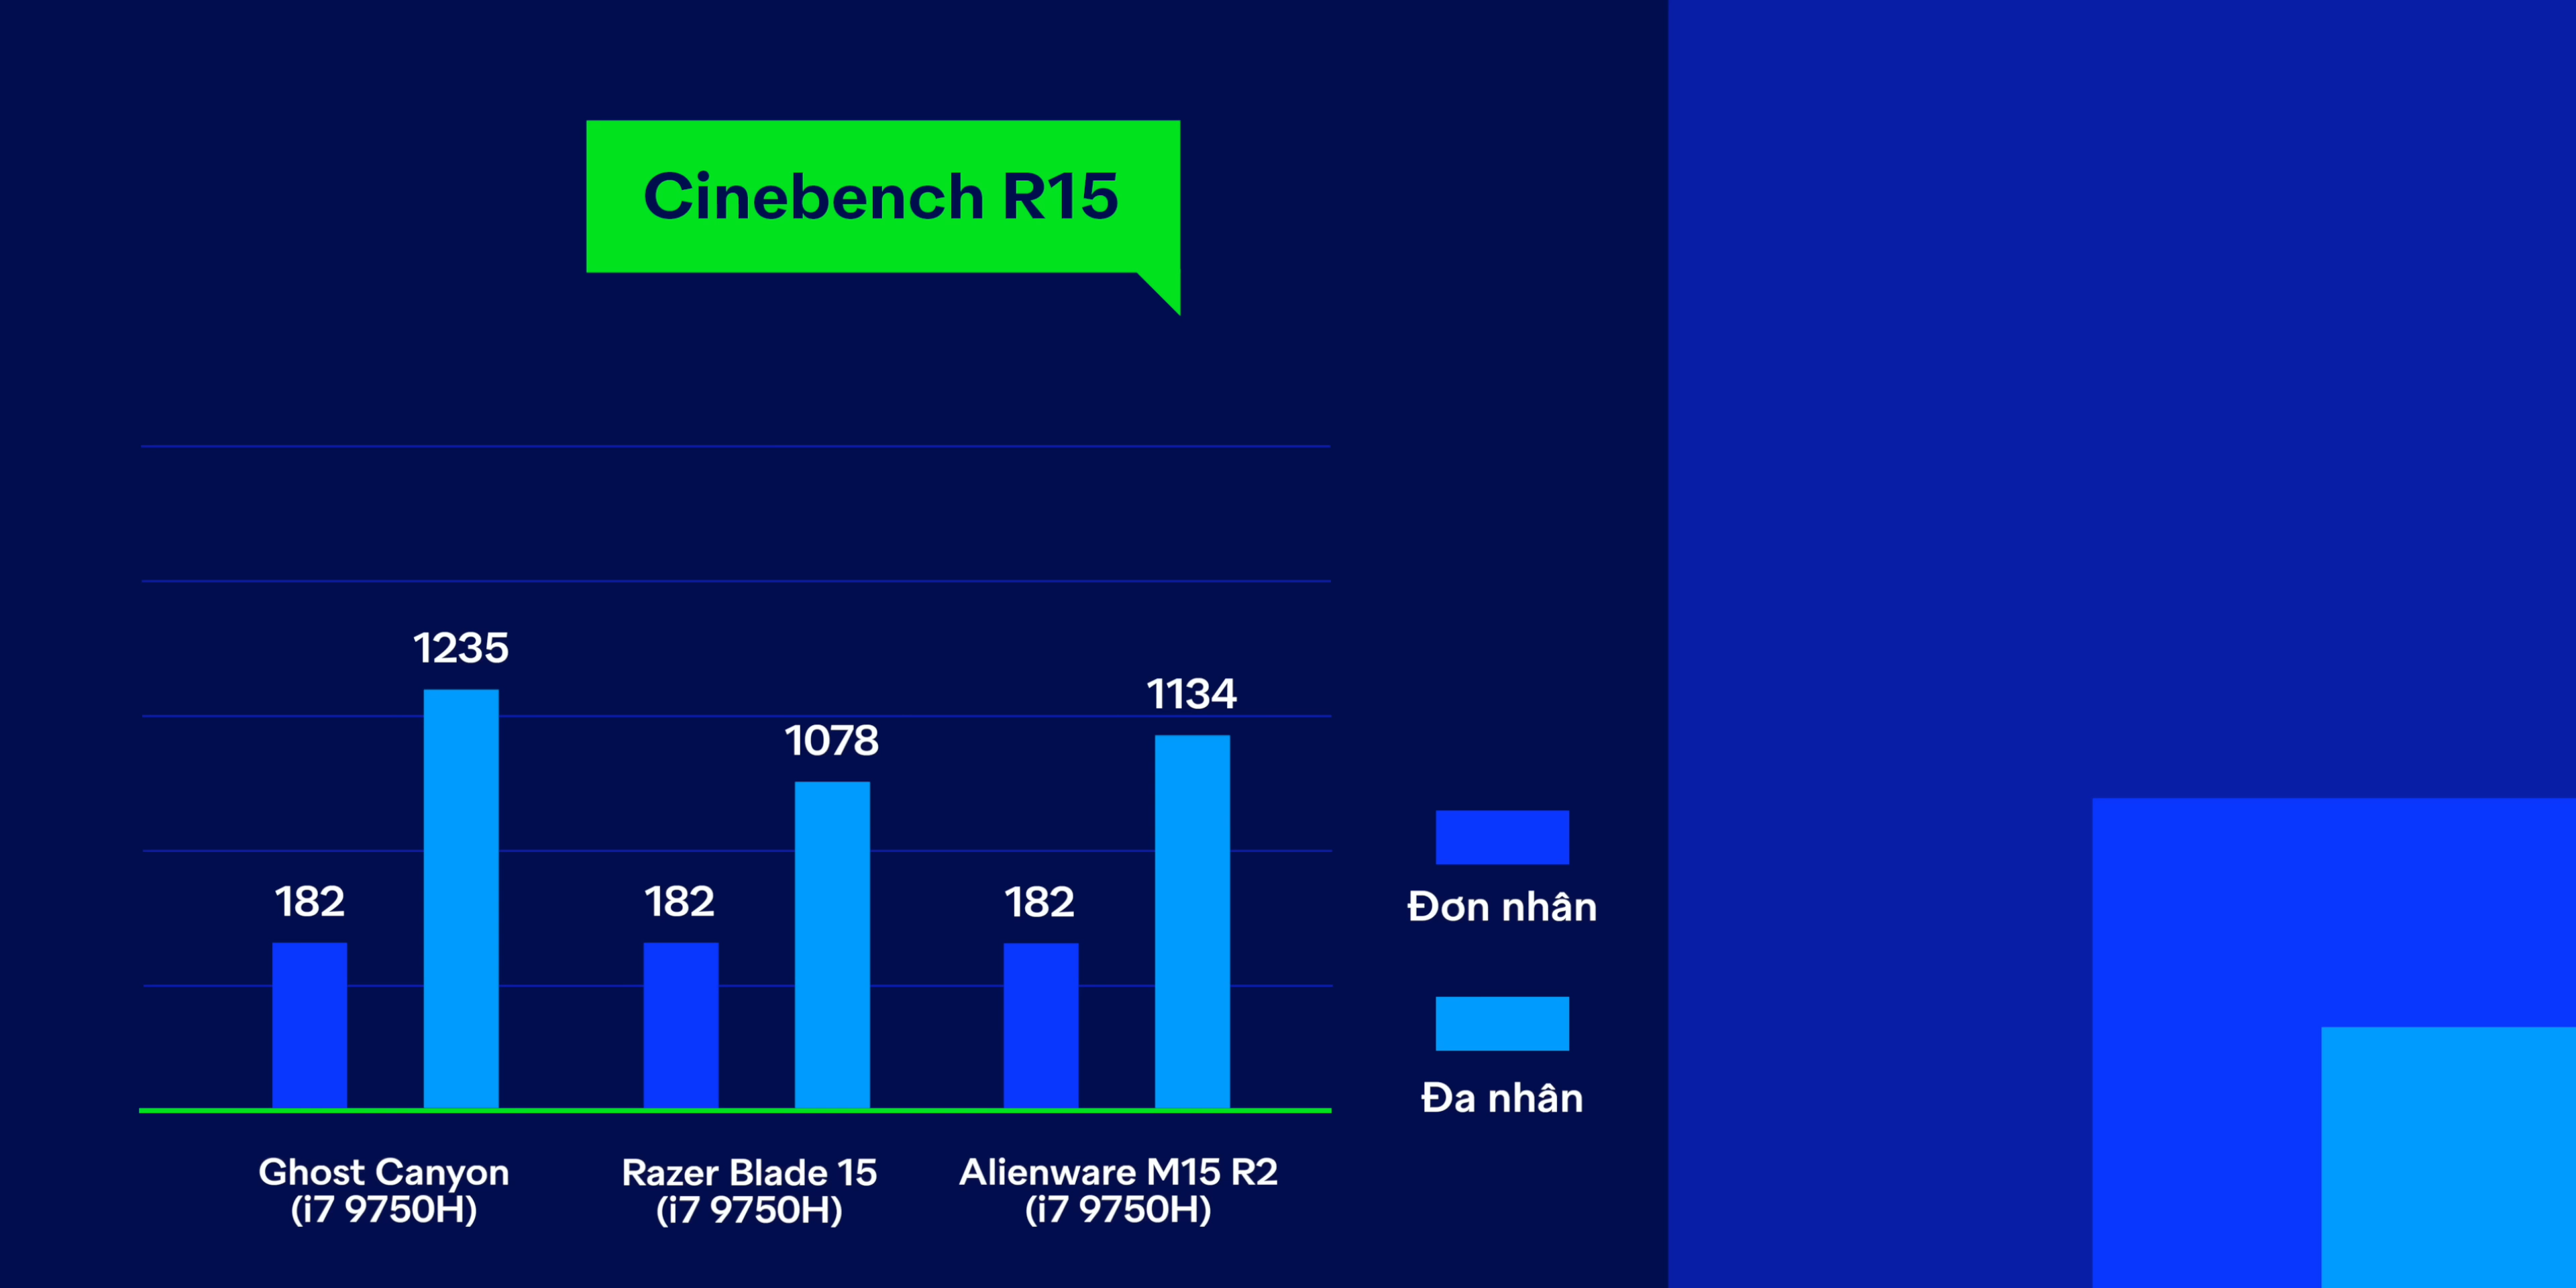 Cinebench R15
1235
1078
1134
182
182
182
Đơn nhân
Đa nhân
Ghost Canyon
(i7 9750H)
Razer Blade 15
(i7 9750H)
Alienware M15 R2
(i7 9750H)